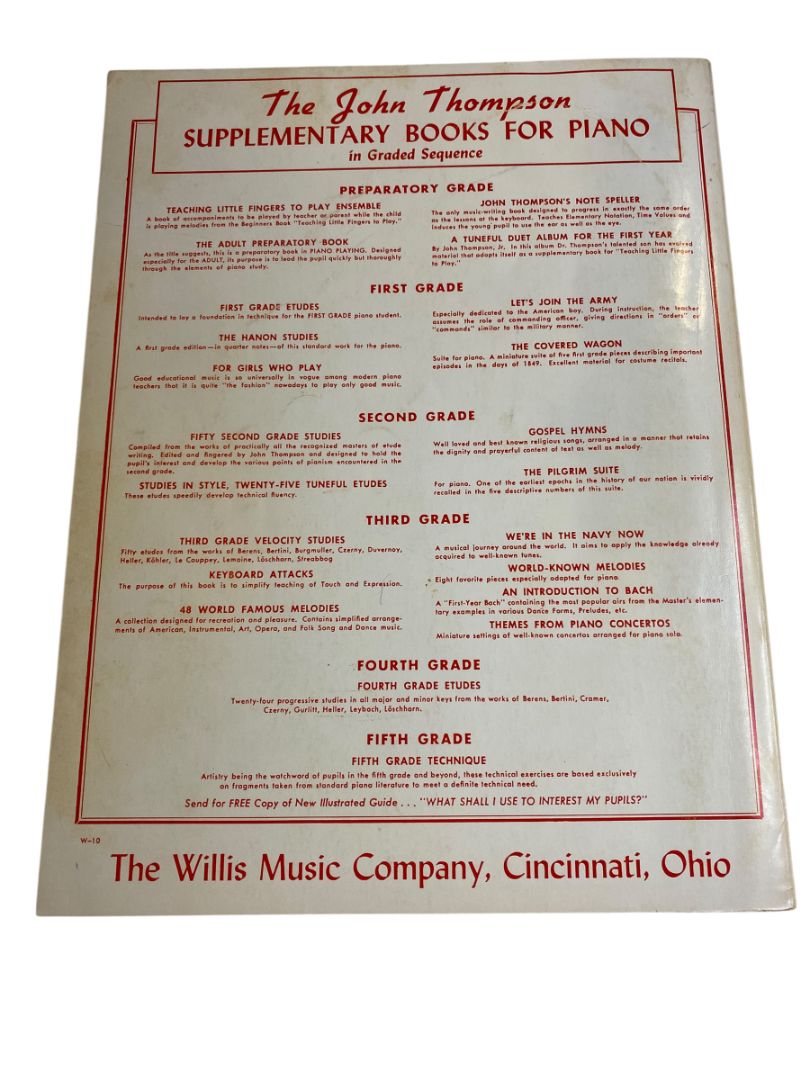 The John Thompson
SUPPLEMENTARY BOOKS FOR PIANO
in Graded Sequence
PREPARATORY GRADE
TEACHING LITTLE FINGERS TO PLAY ENSEMBLE
A book of accompaniments to be played by teacher or parent while the child
is playing melodies from the Beginners Book "Teaching Little Fingers to Play."
THE ADULT PREPARATORY BOOK
As the title suggests, this is a preparatory book in PIANO PLAYING. Designed
especially for the ADULT, its purpose is to lead the pupil quickly but thoroughly
through the elements of piano study.
JOHN THOMPSON'S NOTE SPELLER
The only music-writing book designed to progress in exactly the same order
as the lessons at the keyboard. Teaches Elementary Notation, Time Values and
induces the young pupil to use the ear as well as the eye.
A TUNEFUL DUET ALBUM FOR THE FIRST YEAR
By John Thompson, Jr. In this album Dr. Thompson's talented son has evolved
material that adapts itself as a supplementary book for "Teaching Little Fingers
to Play."
FIRST GRADE
FIRST GRADE ETUDES
Intended to lay a foundation in technique for the FIRST GRADE piano student.
THE HANON STUDIES
A first grade edition—in quarter notes—of this standard work for the piano.
FOR GIRLS WHO PLAY
Good educational music is so universally in vogue among modern piano
teachers that it is quite "the fashion" nowadays to play only good music.
LET'S JOIN THE ARMY
Especially dedicated to the American boy. During instruction, the teacher
assumes the role of commanding officer, giving directions in "orders" or
"commands" similar to the military manner.
THE COVERED WAGON
Suite for piano. A miniature suite of five first grade pieces describing important
episodes in the days of 1849. Excellent material for costume recitals.
SECOND GRADE
FIFTY SECOND GRADE STUDIES
Compiled from the works of practically all the recognized masters of etude
writing. Edited and fingered by John Thompson and designed to hold the
pupil's interest and develop the various points of pianism encountered in the
second grade.
STUDIES IN STYLE, TWENTY-FIVE TUNEFUL ETUDES
These etudes speedily develop technical fluency.
GOSPEL HYMNS
Well loved and best known religious songs, arranged in a manner that retains
the dignity and prayerful content of text as well as melody.
THE PILGRIM SUITE
For piano. One of the earliest epochs in the history of our nation is vividly
recalled in the five descriptive numbers of this suite.
THIRD GRADE
THIRD GRADE VELOCITY STUDIES
Fifty etudes from the works of Berens, Bertini, Burgmuller, Czerny, Duvernoy,
Heller, Köhler, Le Couppey, Lemoine, Löschhorn, Streabbog
KEYBOARD ATTACKS
The purpose of this book is to simplify teaching of Touch and Expression.
48 WORLD FAMOUS MELODIES
A collection designed for recreation and pleasure. Contains simplified arrange-
ments of American, Instrumental, Art, Opera, and Folk Song and Dance music.
WE'RE IN THE NAVY NOW
A musical journey around the world. It aims to apply the knowledge already
acquired to well-known tunes.
WORLD-KNOWN MELODIES
Eight favorite pieces especially adapted for piano.
AN INTRODUCTION TO BACH
A "First-Year Bach" containing the most popular airs from the Master's elemen-
tary examples in various Dance Forms, Preludes, etc.
THEMES FROM PIANO CONCERTOS
Miniature settings of well-known concertos arranged for piano solo.
FOURTH GRADE
FOURTH GRADE ETUDES
Twenty-four progressive studies in all major and minor keys from the works of Berens, Bertini, Cramer,
Czerny, Gurlitt, Heller, Leybach, Löschhorn.
FIFTH GRADE
FIFTH GRADE TECHNIQUE
Artistry being the watchword of pupils in the fifth grade and beyond, these technical exercises are based exclusively
on fragments taken from standard piano literature to meet a definite technical need.
Send for FREE Copy of New Illustrated Guide . . . "WHAT SHALL I USE TO INTEREST MY PUPILS?"
W-10
The Willis Music Company, Cincinnati, Ohio